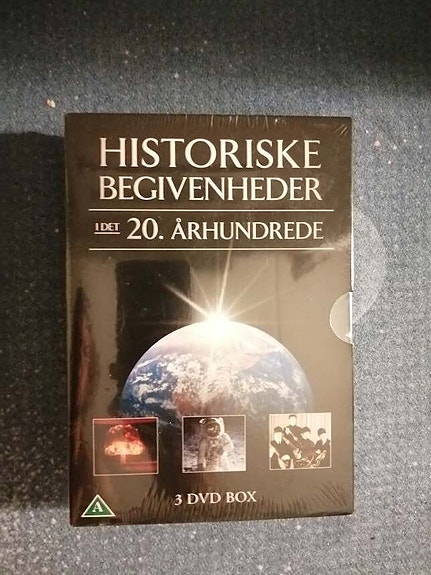 HISTORISKE
BEGIVENHEDER
I DET 20. ÅRHUNDREDE
3 DVD BOX
A